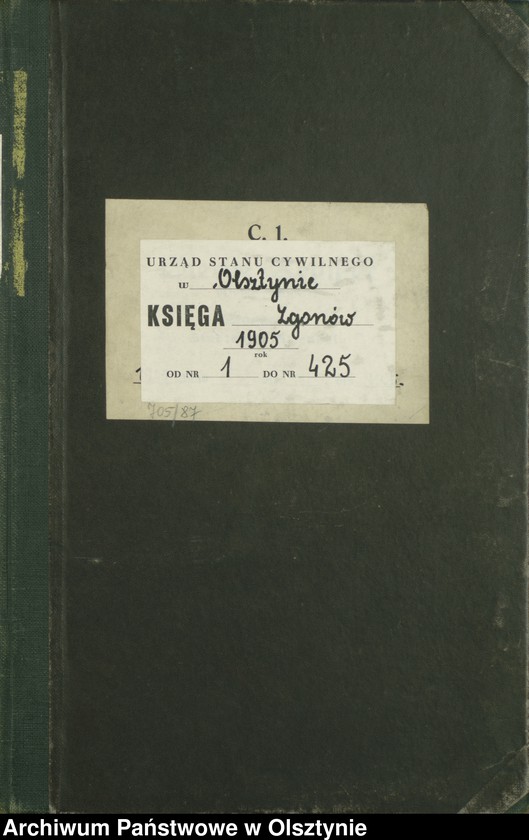 C. 1.
URZĄD STANU CYWILNEGO
w Olsztynie
KSIĘGA Zgonów
1905
rok
OD NR 1 DO NR 425
705/87
Archiwum Państwowe w Olsztynie